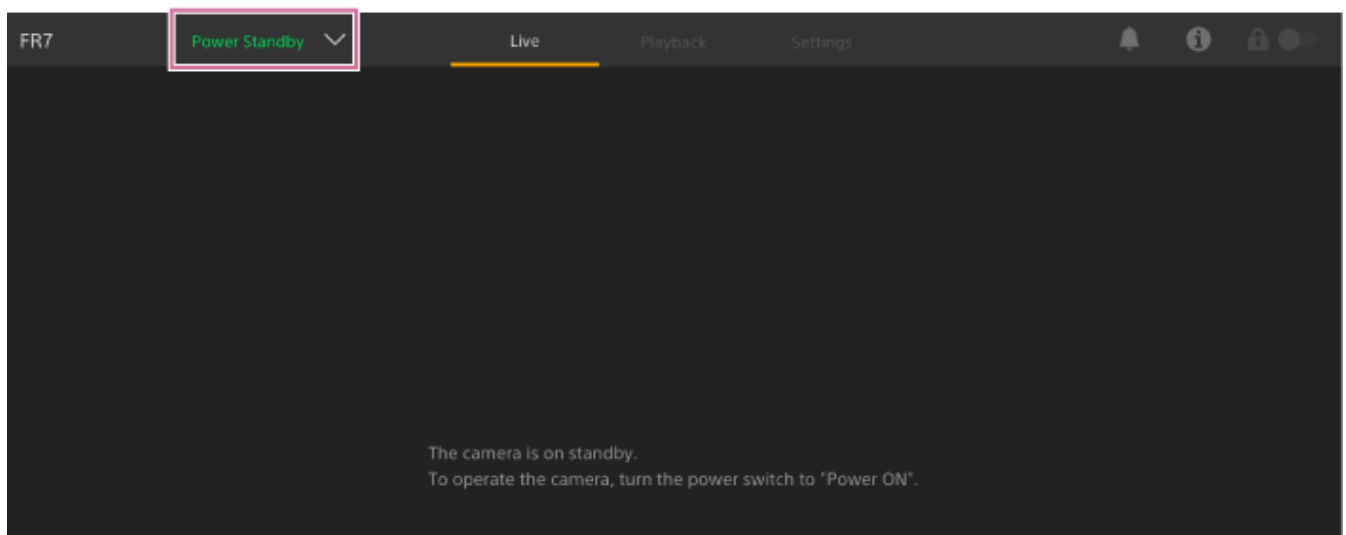 FR7 Power Standby Live Playback Settings
The camera is on standby.
To operate the camera, turn the power switch to "Power ON".